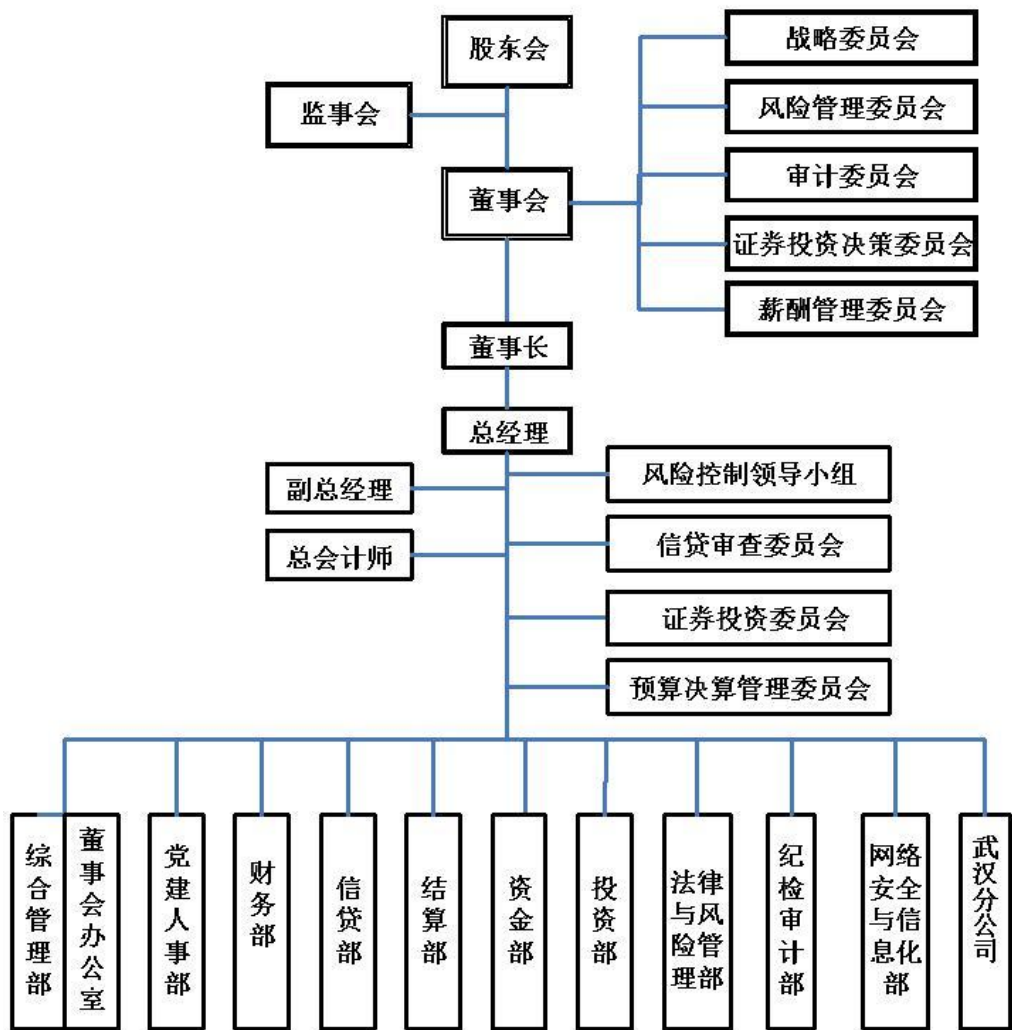 股东会
战略委员会
监事会
风险管理委员会
审计委员会
董事会
证券投资决策委员会
薪酬管理委员会
董事长
总经理
风险控制领导小组
副总经理
信贷审查委员会
总会计师
证券投资委员会
预算决算管理委员会
综合管理部
董事会办公室
党建人事部
财务部
信贷部
结算部
资金部
投资部
法律与风险管理部
纪检审计部
网络安全与信息化部
武汉分公司